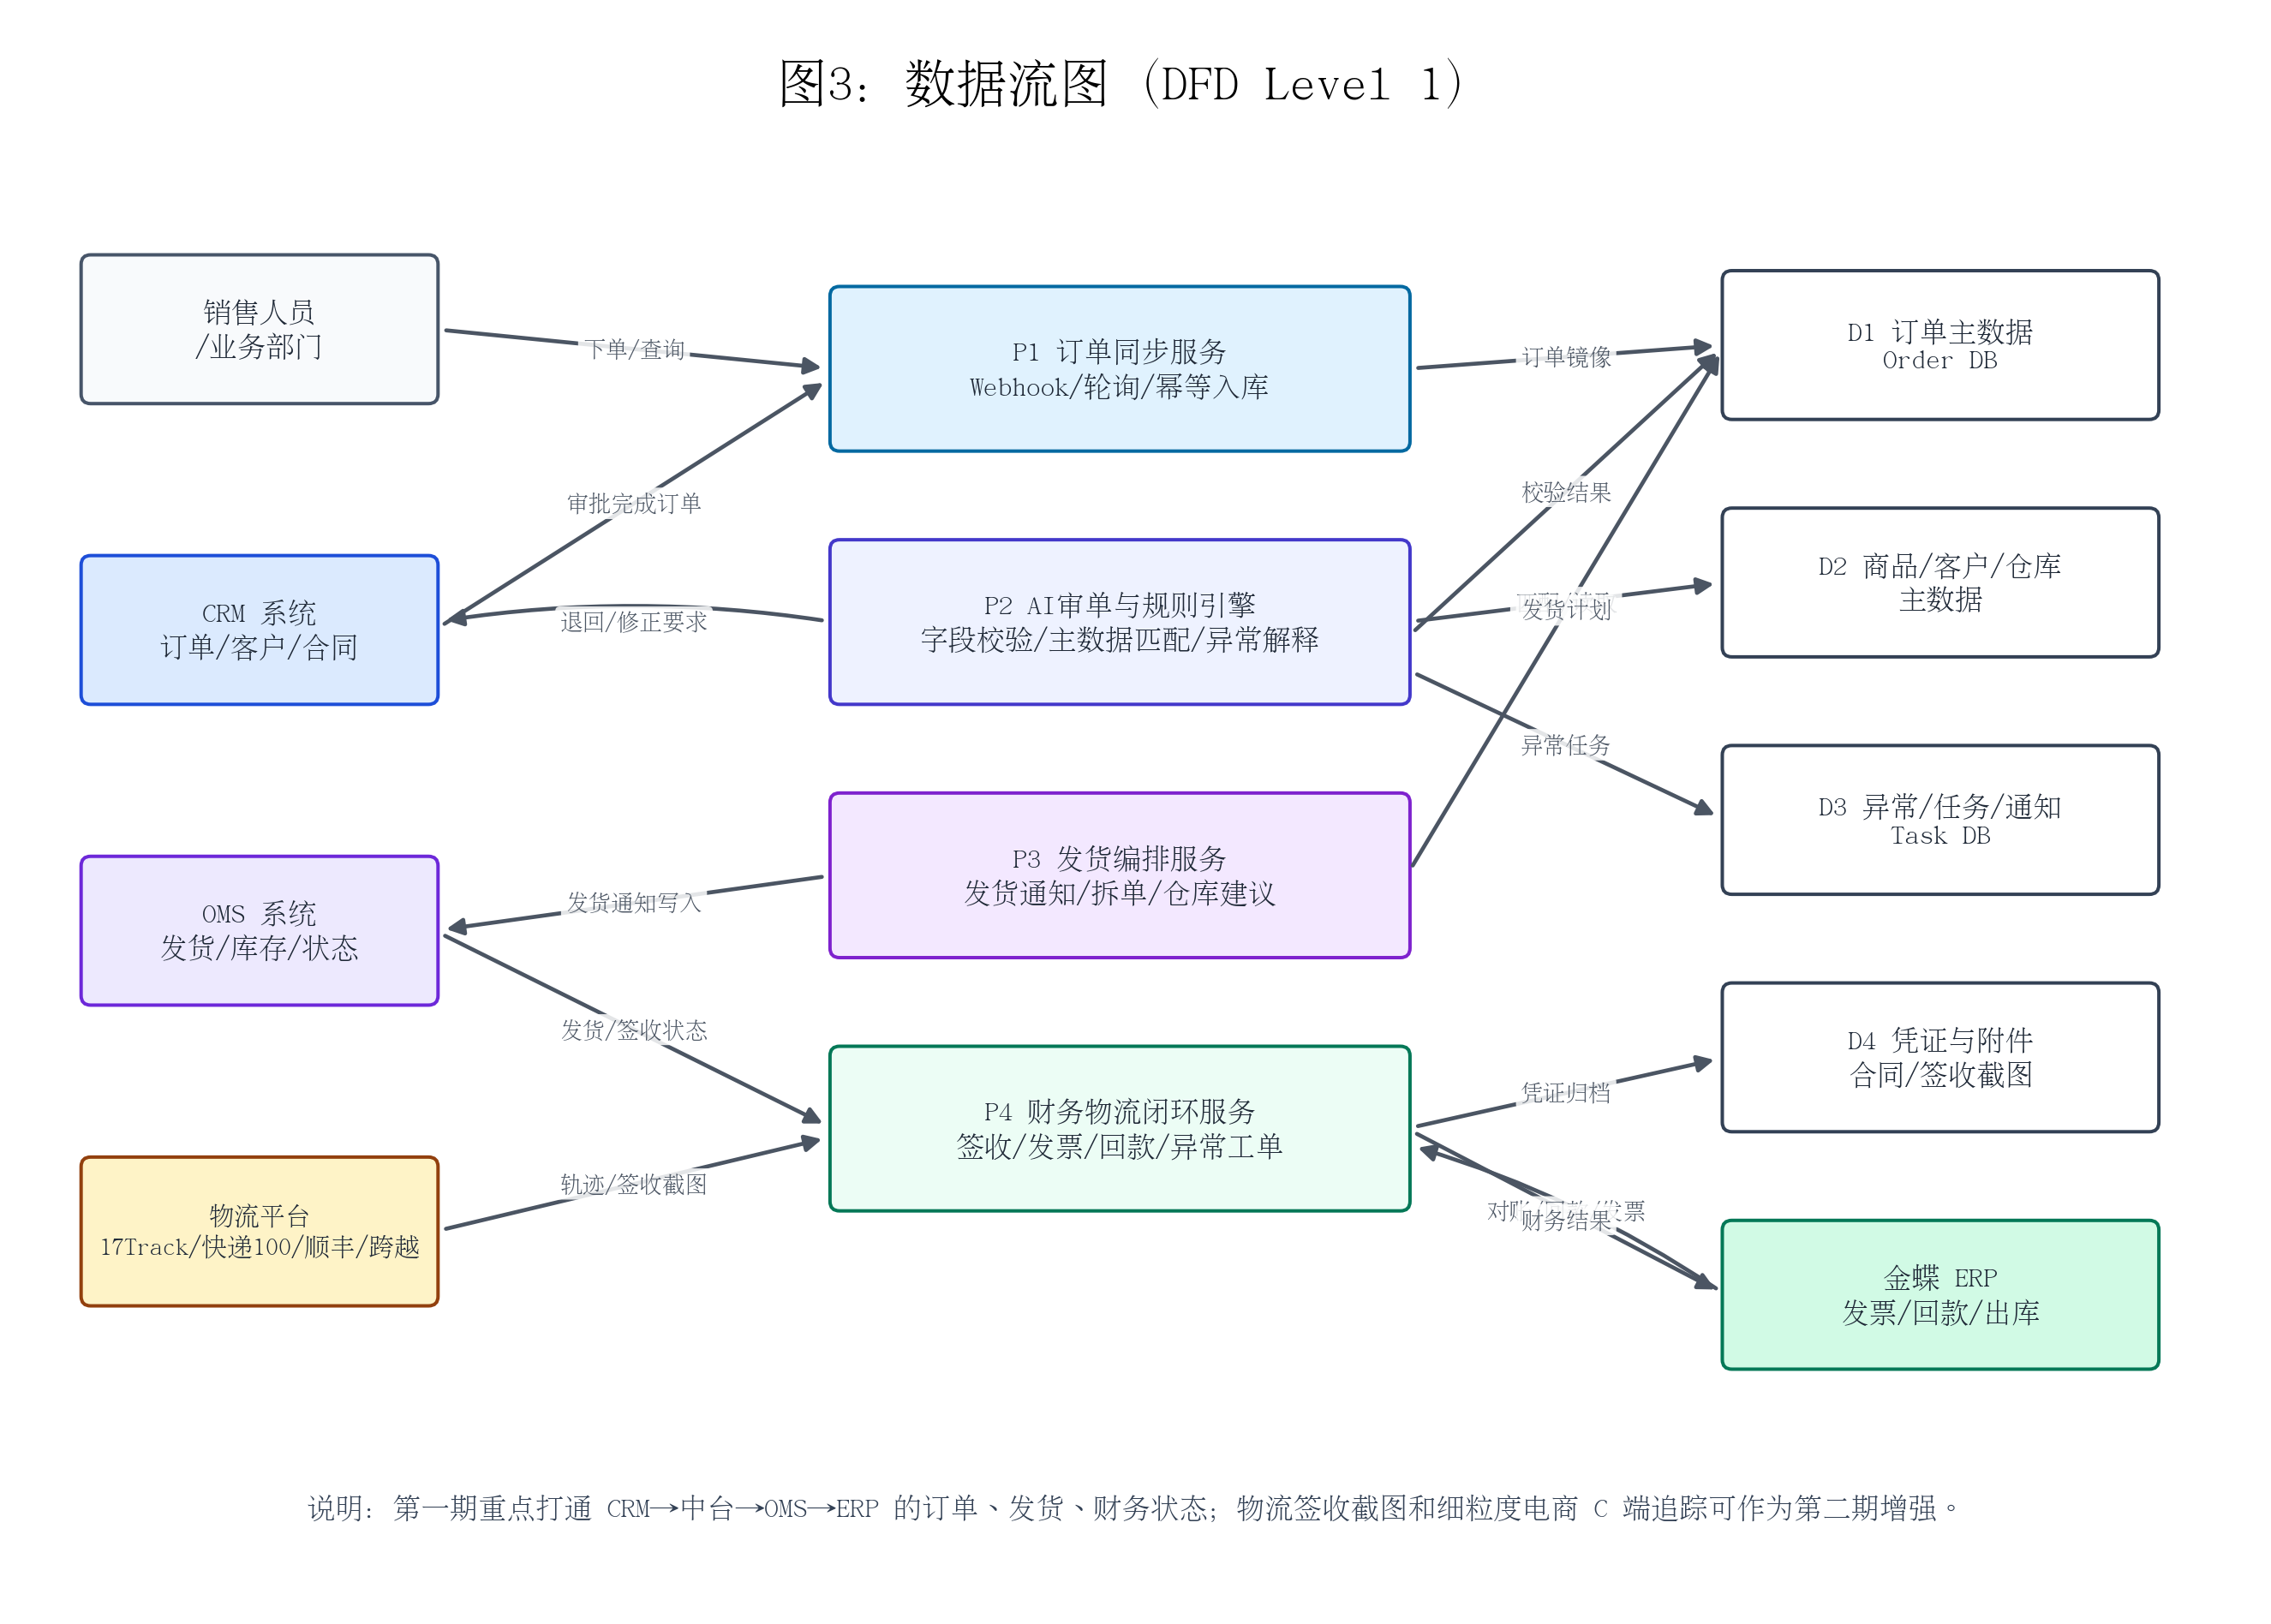 图3: 数据流图 (DFD Level 1)
销售人员
/业务部门
下单/查询
P1 订单同步服务
Webhook/轮询/幂等入库
订单镜像
D1 订单主数据
Order DB
审批完成订单
校验结果
CRM 系统
订单/客户/合同
退回/修正要求
P2 AI审单与规则引擎
字段校验/主数据匹配/异常解释
发货计划
D2 商品/客户/仓库
主数据
异常任务
D3 异常/任务/通知
Task DB
OMS 系统
发货/库存/状态
发货通知写入
P3 发货编排服务
发货通知/拆单/仓库建议
发货/签收状态
P4 财务物流闭环服务
签收/发票/回款/异常工单
凭证归档
D4 凭证与附件
合同/签收截图
物流平台
17Track/快递100/顺丰/跨越
轨迹/签收截图
财务结果
金蝶 ERP
发票/回款/出库
说明: 第一期重点打通 CRM→中台→OMS→ERP 的订单、发货、财务状态; 物流签收截图和细粒度电商 C 端追踪可作为第二期增强。